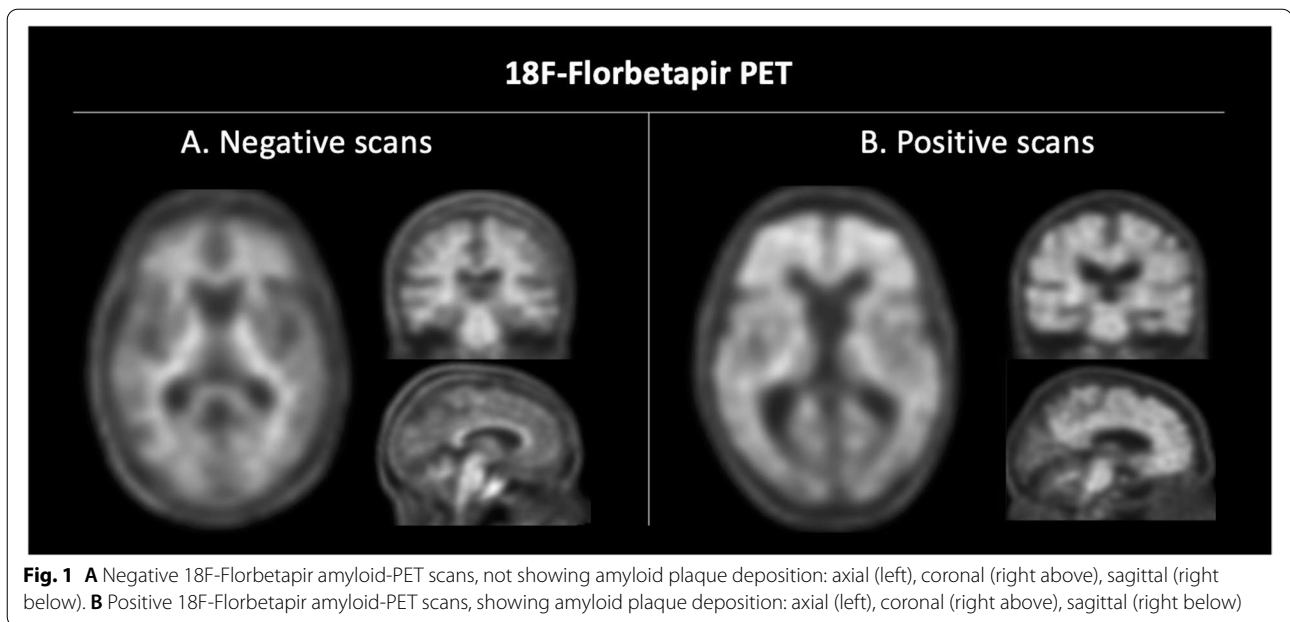 18F-Florbetapir PET
A. Negative scans
B. Positive scans
Fig. 1 A Negative 18F-Florbetapir amyloid-PET scans, not showing amyloid plaque deposition: axial (left), coronal (right above), sagittal (right
below). B Positive 18F-Florbetapir amyloid-PET scans, showing amyloid plaque deposition: axial (left), coronal (right above), sagittal (right below)